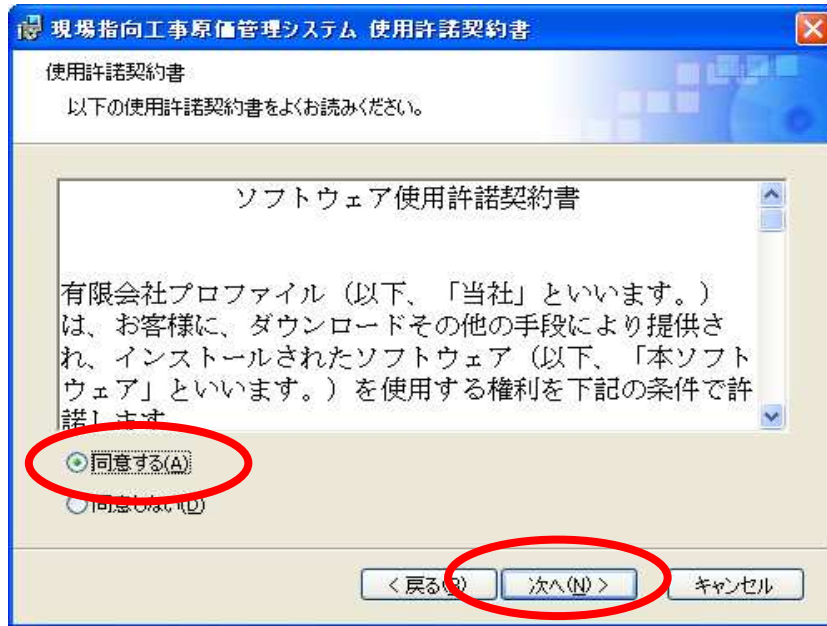 現場指向工事原価管理システム 使用許諾契約書
使用許諾契約書
以下の使用許諾契約書をよくお読みください。
ソフトウェア使用許諾契約書
有限会社プロファイル（以下、「当社」といいます。）
は、お客様に、ダウンロードその他の手段により提供さ
れ、インストールされたソフトウェア（以下、「本ソフト
ウェア」といいます。）を使用する権利を下記の条件で許
諾します
同意する(A)
同意しない(D)
< 戻る(B)
次へ(N) >
キャンセル